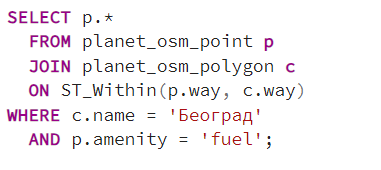 SELECT p.*
FROM planet_osm_point p
JOIN planet_osm_polygon c
ON ST_Within(p.way, c.way)
WHERE c.name = 'Београд'
AND p.amenity = 'fuel';